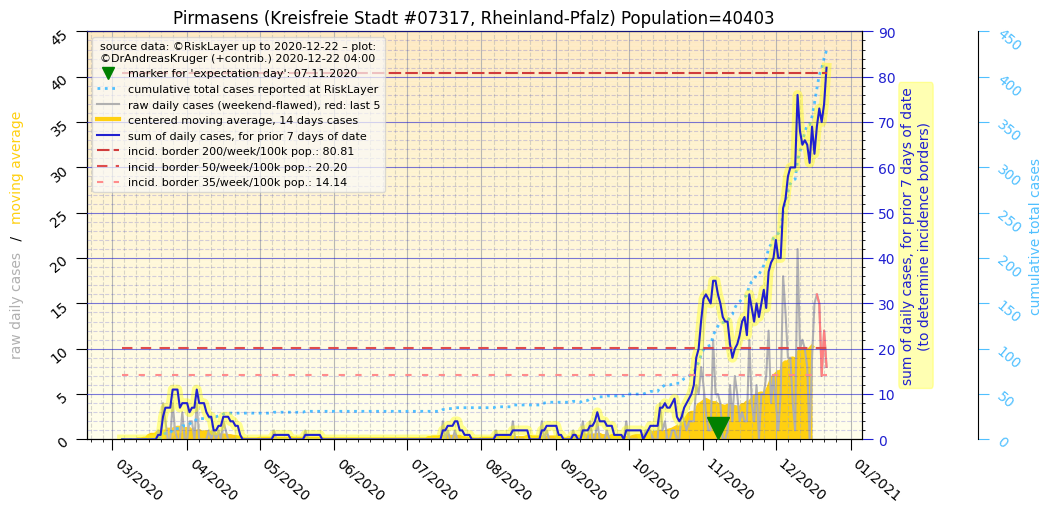 Pirmasens (Kreisfreie Stadt #07317, Rheinland-Pfalz) Population=40403
source data: ©RiskLayer up to 2020-12-22 – plot:
©DrAndreasKruger (+contrib.) 2020-12-22 04:00
marker for 'expectation day': 07.11.2020
cumulative total cases reported at RiskLayer
raw daily cases (weekend-flawed), red: last 5
centered moving average, 14 days cases
sum of daily cases, for prior 7 days of date
incid. border 200/week/100k pop.: 80.81
incid. border 50/week/100k pop.: 20.20
incid. border 35/week/100k pop.: 14.14
raw daily cases / moving average
45
40
35
30
25
20
15
10
5
0
90
80
70
60
50
40
30
20
10
0
sum of daily cases, for prior 7 days of date
(to determine incidence borders)
450
400
350
300
250
200
150
100
50
0
cumulative total cases
03/2020
04/2020
05/2020
06/2020
07/2020
08/2020
09/2020
10/2020
11/2020
12/2020
01/2021